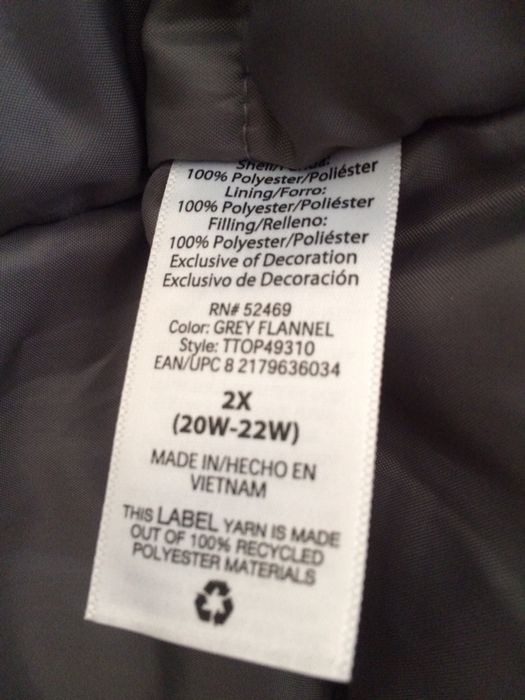 Shell/
100% Polyester/Poliéster
Lining/Forro:
100% Polyester/Poliéster
Filling/Relleno:
100% Polyester/Poliéster
Exclusive of Decoration
Exclusivo de Decoración
RN# 52469
Color: GREY FLANNEL
Style: TTOP49310
EAN/UPC 8 2179636034
2X
(20W-22W)
MADE IN/HECHO EN
VIETNAM
THIS LABEL YARN IS MADE
OUT OF 100% RECYCLED
POLYESTER MATERIALS